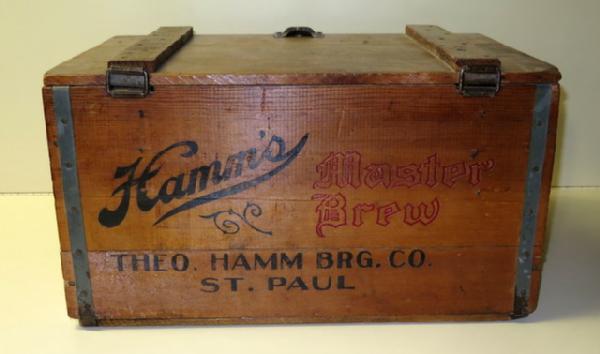 Hamm's
Master
Brew
THEO. HAMM BRG. CO.
ST. PAUL